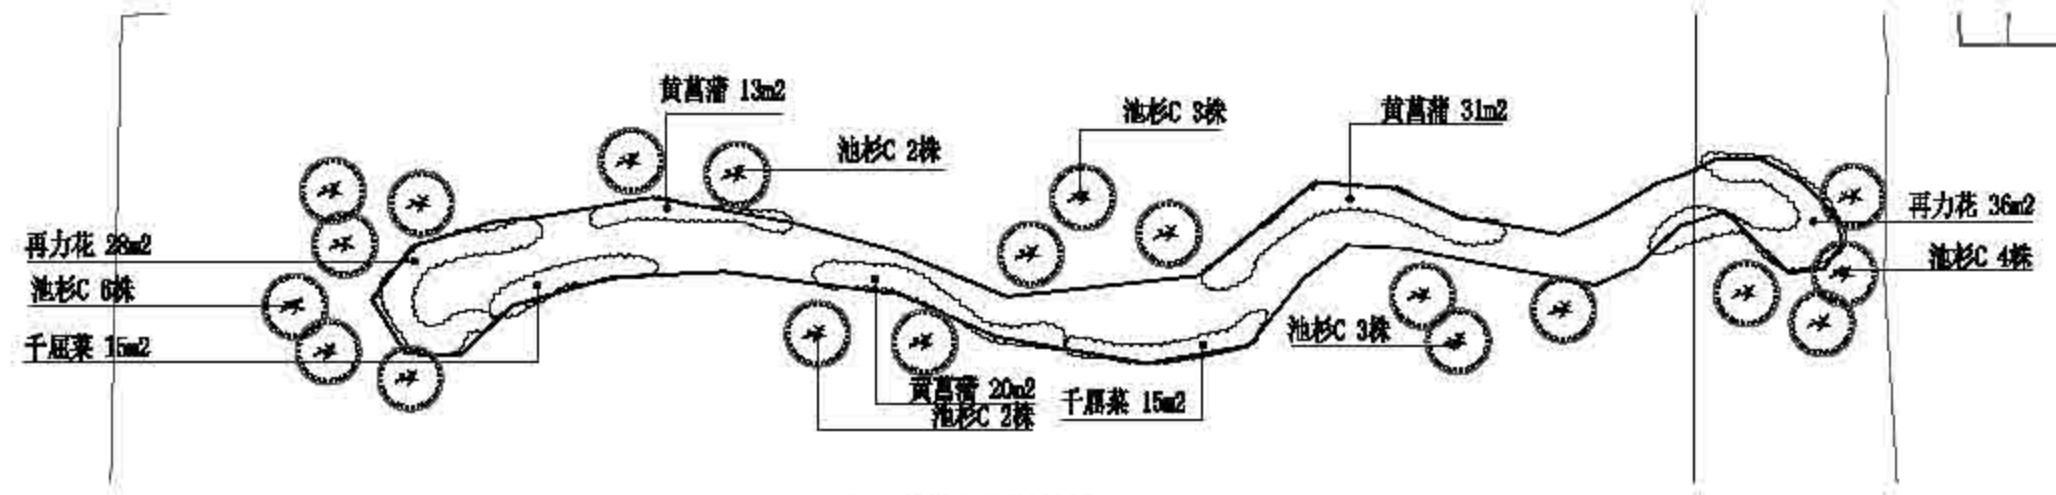 黄菖蒲 13m2
池杉C 2株
池杉C 3株
黄菖蒲 31m2
再力花 28m2
池杉C 6株
千屈菜 15m2
黄菖蒲 20m2
池杉C 2株
千屈菜 15m2
池杉C 3株
再力花 36m2
池杉C 4株